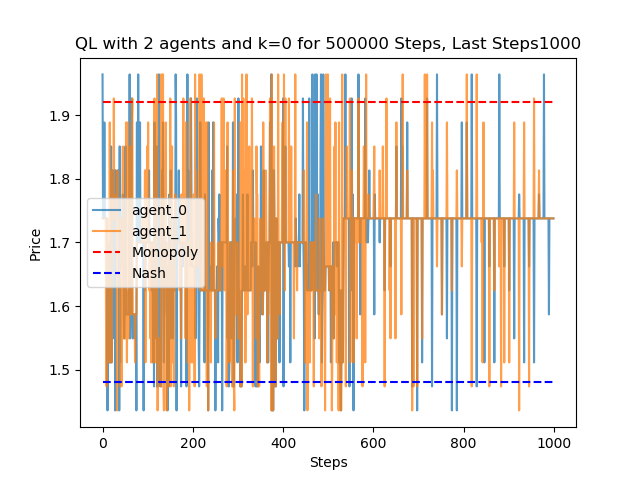 QL with 2 agents and k=0 for 500000 Steps, Last Steps1000
Price
1.9
1.8
1.7
1.6
1.5
agent_0
agent_1
Monopoly
Nash
0
200
400
600
800
1000
Steps